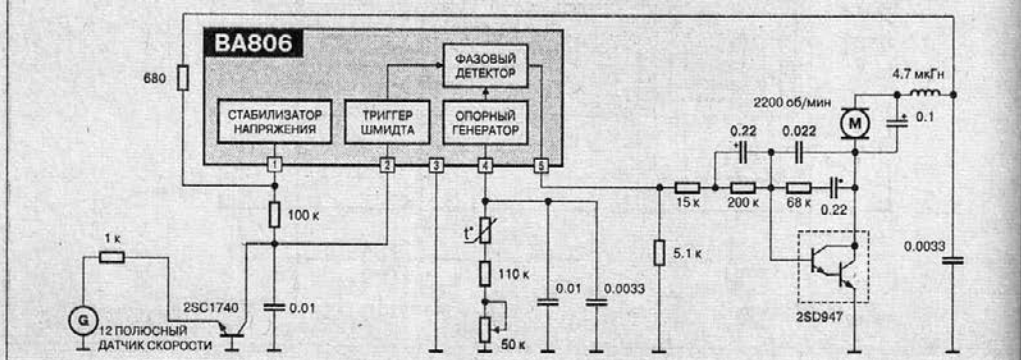 BA806
680
СТАБИЛИЗАТОР
НАПРЯЖЕНИЯ
ТРИГГЕР
ШМИДТА
ФАЗОВЫЙ
ДЕТЕКТОР
ОПОРНЫЙ
ГЕНЕРАТОР
1
2
3
4
5
4.7 мкГн
2200 об/мин
M
0.1
0.22
0.022
15 к
200 к
68 к
0.22
100 к
t°
5.1 к
1 к
110 к
0.01
0.0033
0.0033
2SC1740
0.01
G
12 ПОЛЮСНЫЙ
ДАТЧИК СКОРОСТИ
50 к
2SD947